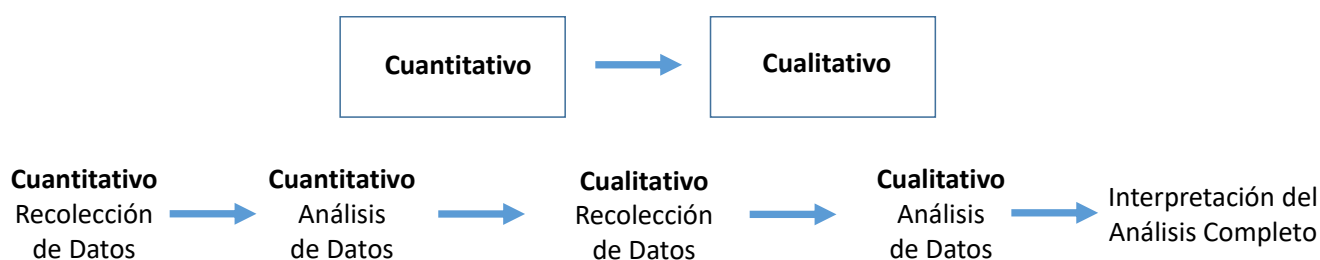 Cuantitativo
Cualitativo
Cuantitativo
Recolección
de Datos
Cuantitativo
Análisis
de Datos
Cualitativo
Recolección
de Datos
Cualitativo
Análisis
de Datos
Interpretación del
Análisis Completo